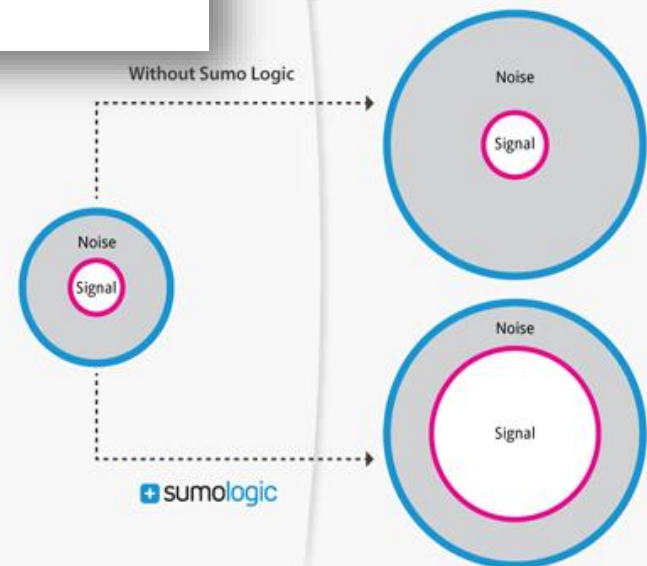 Without Sumo Logic
Noise
Signal
Noise
Signal
Noise
Signal
sumologic